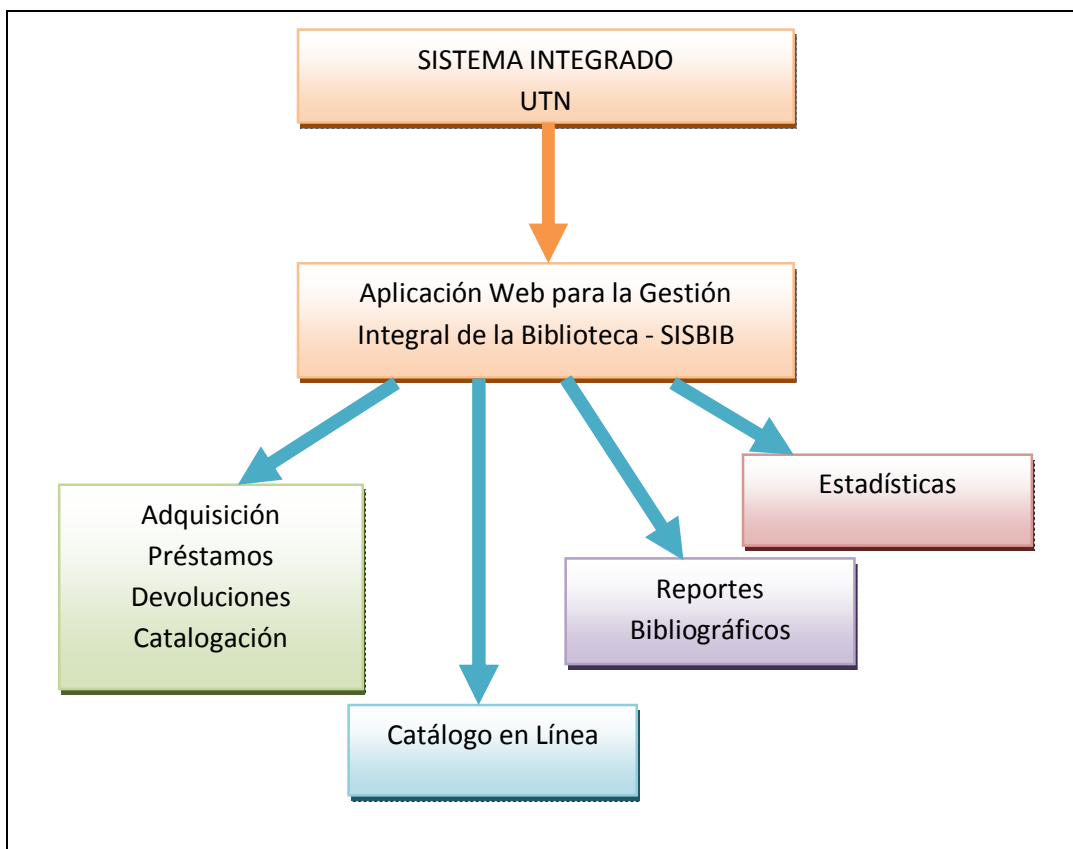 SISTEMA INTEGRADO
UTN
Aplicación Web para la Gestión
Integral de la Biblioteca - SISBIB
Adquisición
Préstamos
Devoluciones
Catalogación
Catálogo en Línea
Reportes
Bibliográficos
Estadísticas